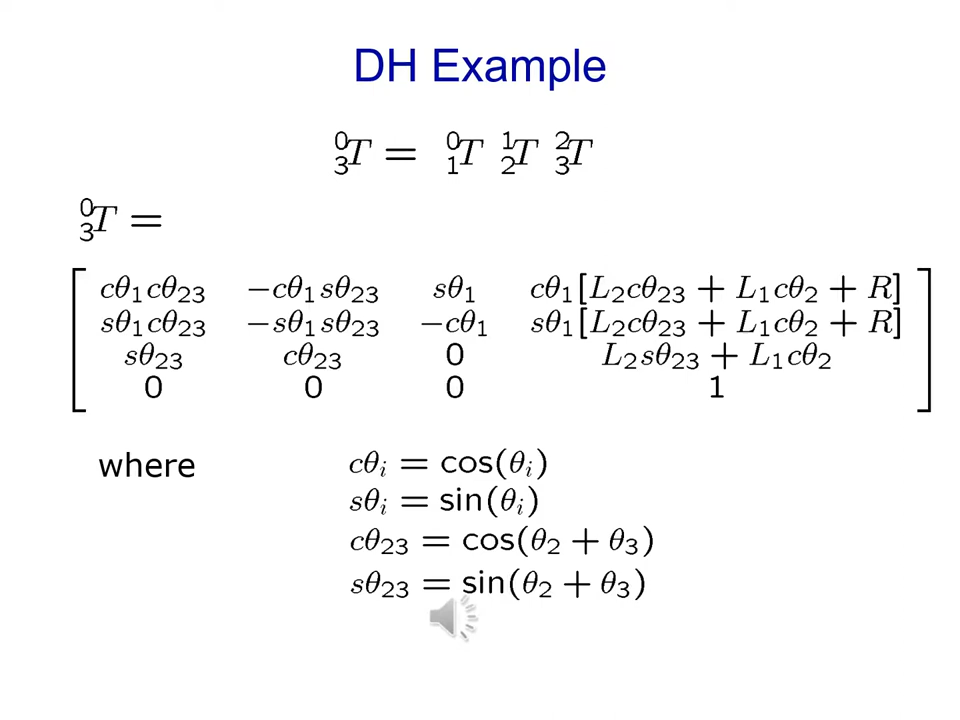 DH Example
⁰₃T = ⁰₁T ¹₂T ²₃T
⁰₃T =
cθ₁cθ₂₃ −cθ₁sθ₂₃ sθ₁ cθ₁[L₂cθ₂₃ + L₁cθ₂ + R]
sθ₁cθ₂₃ −sθ₁sθ₂₃ −cθ₁ sθ₁[L₂cθ₂₃ + L₁cθ₂ + R]
sθ₂₃ cθ₂₃ 0 L₂sθ₂₃ + L₁cθ₂
0 0 0 1
where cθᵢ = cos(θᵢ)
sθᵢ = sin(θᵢ)
cθ₂₃ = cos(θ₂ + θ₃)
sθ₂₃ = sin(θ₂ + θ₃)